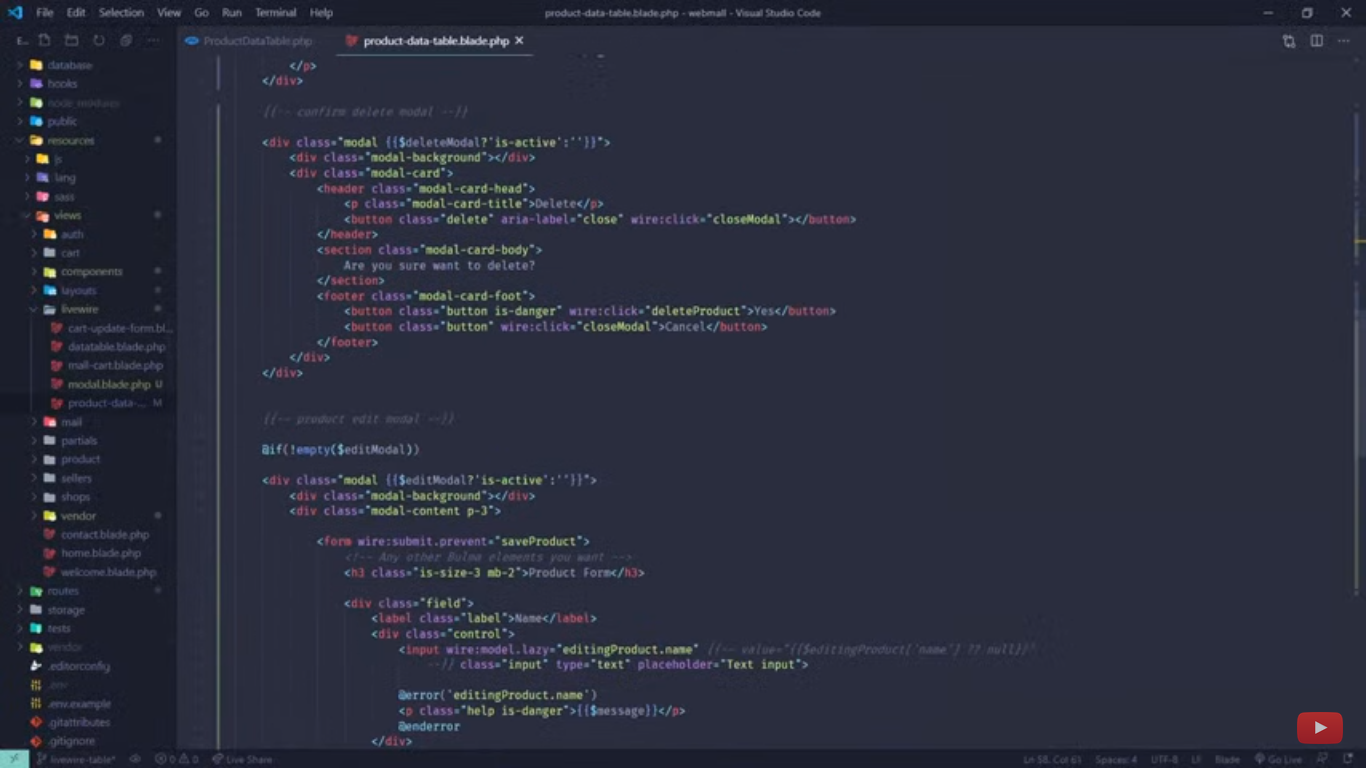 File Edit Selection View Go Run Terminal Help
product-data-table.blade.php - webmall - Visual Studio Code
E...
ProductDataTable.php
product-data-table.blade.php
database
hooks
node_modules
public
resources
js
lang
sass
views
auth
cart
components
layouts
livewire
cart-update-form.bl...
datatable.blade.php
mall-cart.blade.php
modal.blade.php U
product-data-... M
mail
partials
product
sellers
shops
vendor
contact.blade.php
home.blade.php
welcome.blade.php
routes
storage
tests
vendor
.editorconfig
.env
.env.example
.gitattributes
.gitignore
</p>
</div>
{{-- confirm delete modal --}}
<div class="modal {{$deleteModal?'is-active':''}}">
<div class="modal-background"></div>
<div class="modal-card">
<header class="modal-card-head">
<p class="modal-card-title">Delete</p>
<button class="delete" aria-label="close" wire:click="closeModal"></button>
</header>
<section class="modal-card-body">
Are you sure want to delete?
</section>
<footer class="modal-card-foot">
<button class="button is-danger" wire:click="deleteProduct">Yes</button>
<button class="button" wire:click="closeModal">Cancel</button>
</footer>
</div>
</div>
{{-- product edit modal --}}
@if(!empty($editModal))
<div class="modal {{$editModal?'is-active':''}}">
<div class="modal-background"></div>
<div class="modal-content p-3">
<form wire:submit.prevent="saveProduct">
<!-- Any other Bulma elements you want -->
<h3 class="is-size-3 mb-2">Product Form</h3>
<div class="field">
<label class="label">Name</label>
<div class="control">
<input wire:model.lazy="editingProduct.name" {{-- value="{{$editingProduct['name'] ?? null}}"
--}} class="input" type="text" placeholder="Text input">
@error('editingProduct.name')
<p class="help is-danger">{{$message}}</p>
@enderror
</div>
livewire-table* 0 0 Live Share
Ln 58, Col 61 Spaces: 4 UTF-8 LF Blade Go Live